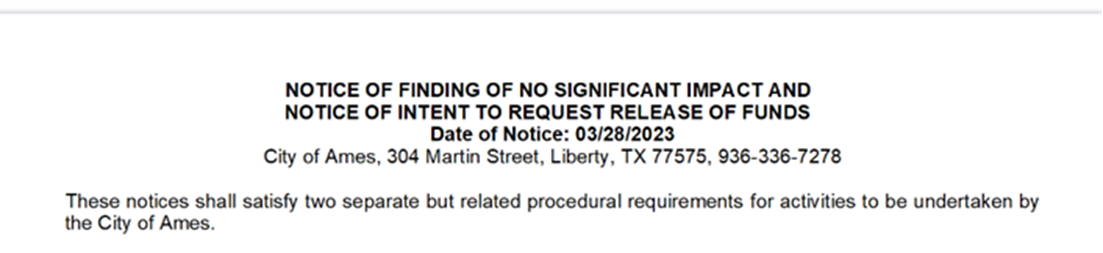 NOTICE OF FINDING OF NO SIGNIFICANT IMPACT AND
NOTICE OF INTENT TO REQUEST RELEASE OF FUNDS
Date of Notice: 03/28/2023
City of Ames, 304 Martin Street, Liberty, TX 77575, 936-336-7278
These notices shall satisfy two separate but related procedural requirements for activities to be undertaken by
the City of Ames.